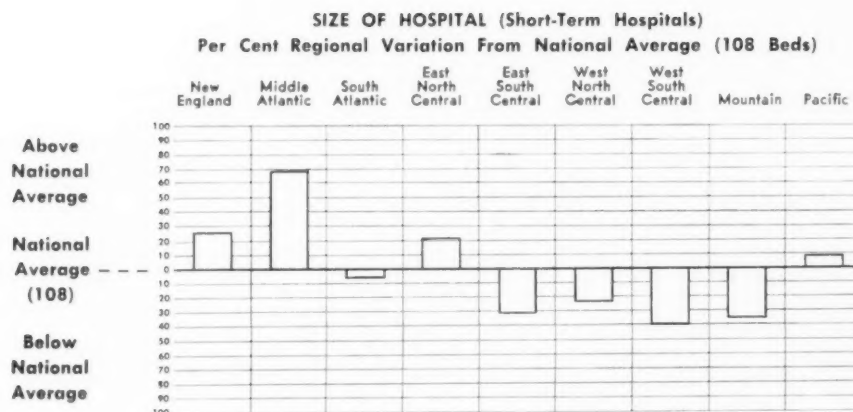 SIZE OF HOSPITAL (Short-Term Hospitals)
Per Cent Regional Variation From National Average (108 Beds)
New England
Middle Atlantic
South Atlantic
East North Central
East South Central
West North Central
West South Central
Mountain
Pacific
Above
National
Average
National
Average
(108)
Below
National
Average
100
90
80
70
60
50
40
30
20
10
0
10
20
30
40
50
60
70
80
90
100